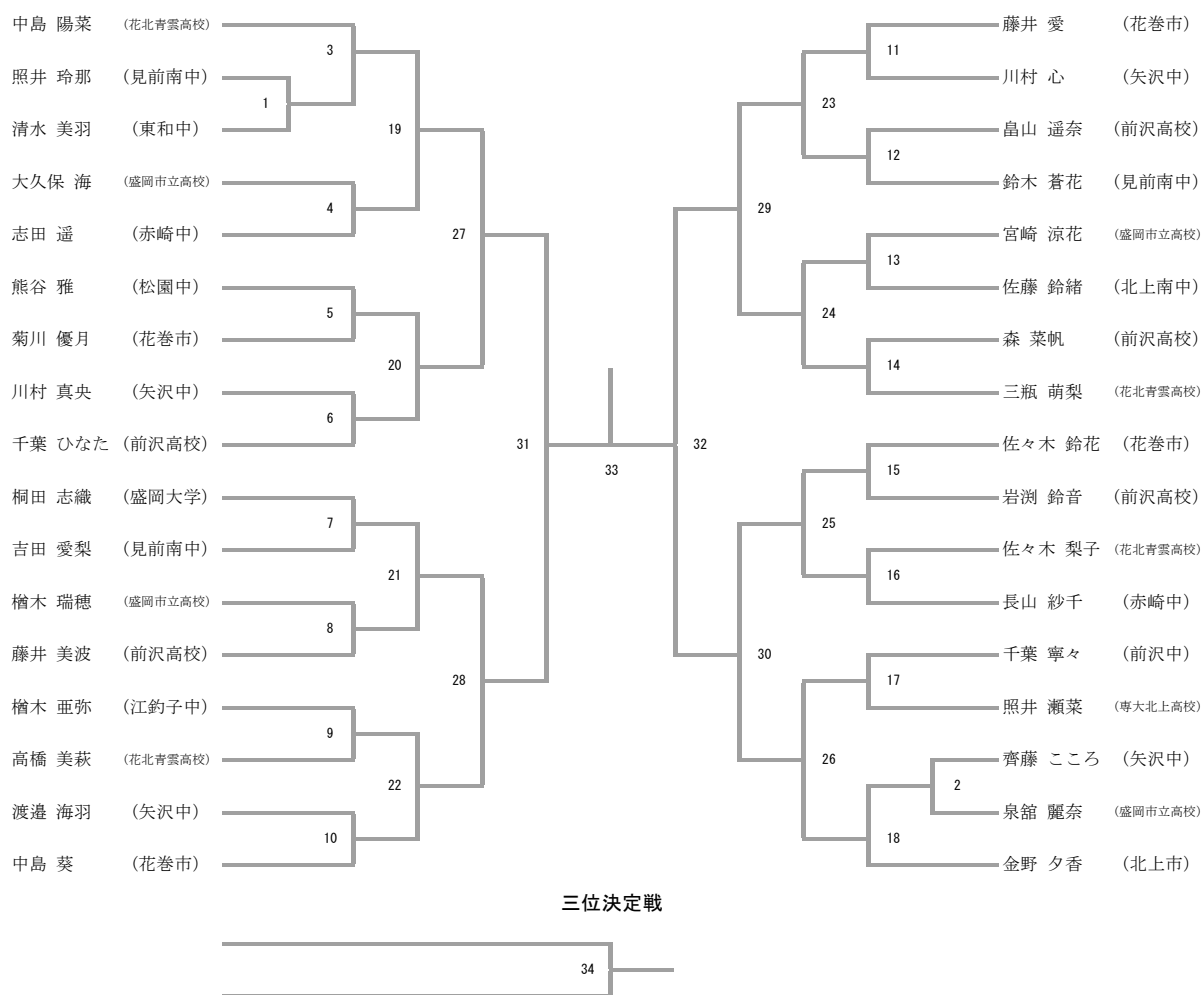 中島 陽菜 (花北青雲高校)
3
照井 玲那 (見前南中)
1
清水 美羽 (東和中)
19
大久保 海 (盛岡市立高校)
4
志田 遥 (赤崎中)
27
熊谷 雅 (松園中)
5
菊川 優月 (花巻市)
20
川村 真央 (矢沢中)
6
千葉 ひなた (前沢高校)
31
桐田 志織 (盛岡大学)
7
吉田 愛梨 (見前南中)
21
楢木 瑞穂 (盛岡市立高校)
8
藤井 美波 (前沢高校)
28
楢木 亜弥 (江釣子中)
9
高橋 美萩 (花北青雲高校)
22
渡邉 海羽 (矢沢中)
10
中島 葵 (花巻市)
33
藤井 愛 (花巻市)
11
川村 心 (矢沢中)
23
畠山 遥奈 (前沢高校)
12
鈴木 蒼花 (見前南中)
29
宮崎 涼花 (盛岡市立高校)
13
佐藤 鈴緒 (北上南中)
24
森 菜帆 (前沢高校)
14
三瓶 萌梨 (花北青雲高校)
32
佐々木 鈴花 (花巻市)
15
岩渕 鈴音 (前沢高校)
25
佐々木 梨子 (花北青雲高校)
16
長山 紗千 (赤崎中)
30
千葉 寧々 (前沢中)
17
照井 瀬菜 (専大北上高校)
26
齊藤 こころ (矢沢中)
2
泉舘 麗奈 (盛岡市立高校)
18
金野 夕香 (北上市)
三位決定戦
34